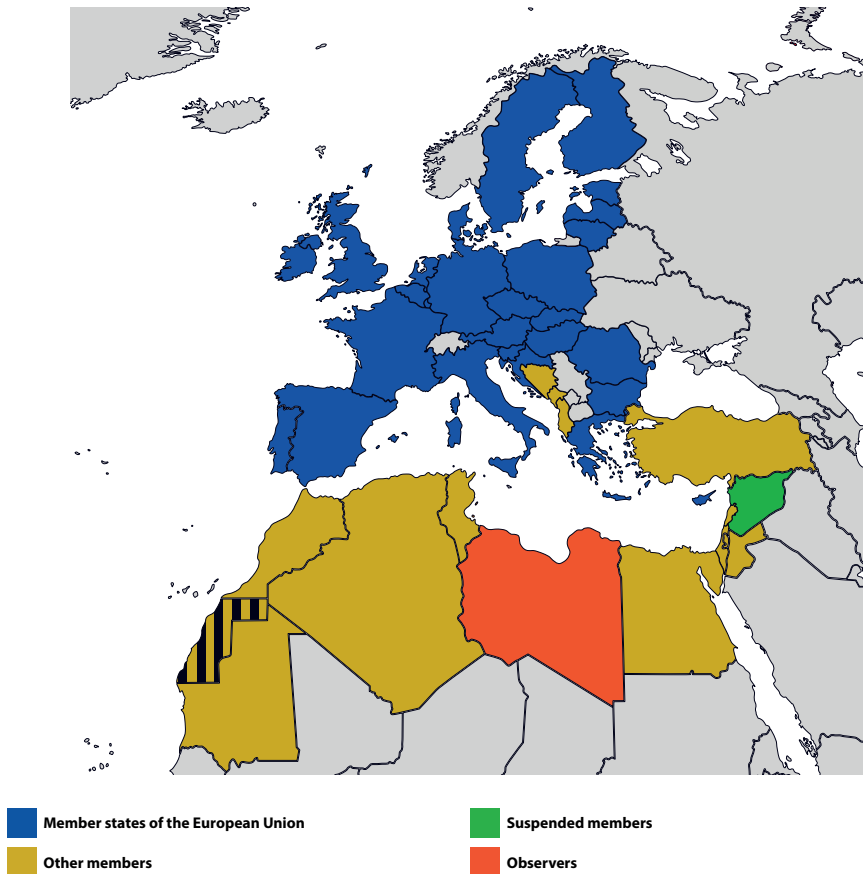 Member states of the European Union
Suspended members
Other members
Observers